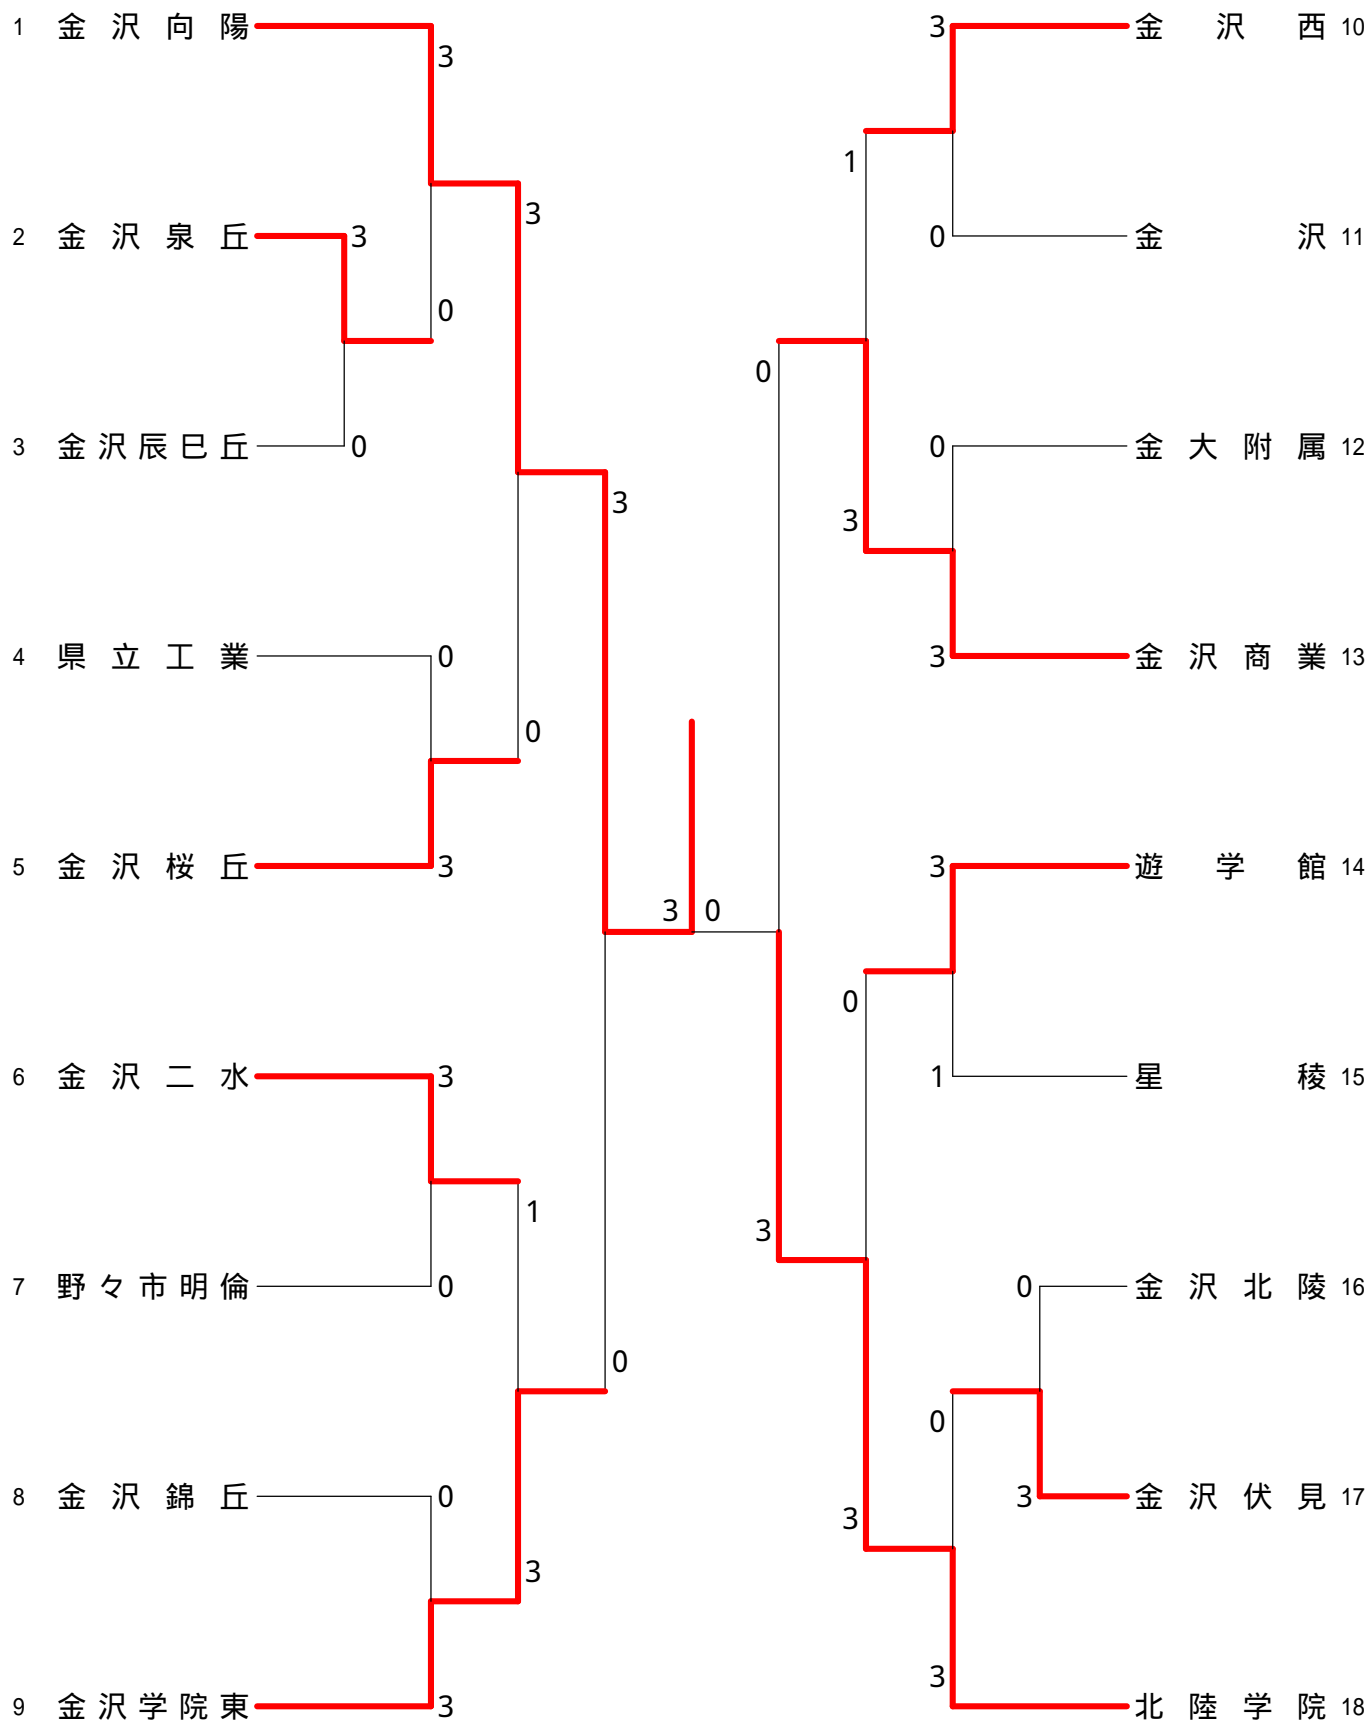 1 金沢向陽 3
3 金沢西 10
1
3
2 金沢泉丘 3
0 金沢 11
0
0
3 金沢辰巳丘 0
0 金大附属 12
3
3
4 県立工業 0
3 金沢商業 13
0
5 金沢桜丘 3
3 遊学館 14
3 0
0
6 金沢二水 3
1 星稜 15
1
3
7 野々市明倫 0
0 金沢北陵 16
0
0
8 金沢錦丘 0
3 金沢伏見 17
3
3
9 金沢学院東 3
3 北陸学院 18